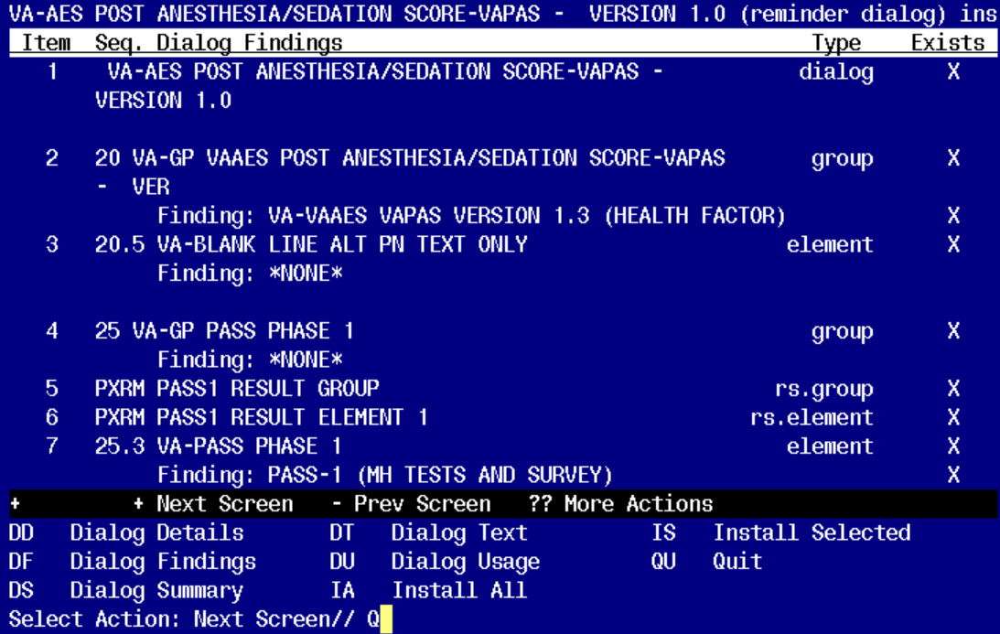 VA-AES POST ANESTHESIA/SEDATION SCORE-VAPAS - VERSION 1.0 (reminder dialog) ins
Item Seq. Dialog Findings Type Exists
1 VA-AES POST ANESTHESIA/SEDATION SCORE-VAPAS - dialog X
VERSION 1.0
2 20 VA-GP VAAES POST ANESTHESIA/SEDATION SCORE-VAPAS group X
- VER
Finding: VA-VAAES VAPAS VERSION 1.3 (HEALTH FACTOR) X
3 20.5 VA-BLANK LINE ALT PN TEXT ONLY element X
Finding: *NONE*
4 25 VA-GP PASS PHASE 1 group X
Finding: *NONE*
5 PXRM PASS1 RESULT GROUP rs.group X
6 PXRM PASS1 RESULT ELEMENT 1 rs.element X
7 25.3 VA-PASS PHASE 1 element X
Finding: PASS-1 (MH TESTS AND SURVEY) X
+ + Next Screen - Prev Screen ?? More Actions
DD Dialog Details DT Dialog Text IS Install Selected
DF Dialog Findings DU Dialog Usage QU Quit
DS Dialog Summary IA Install All
Select Action: Next Screen// Q